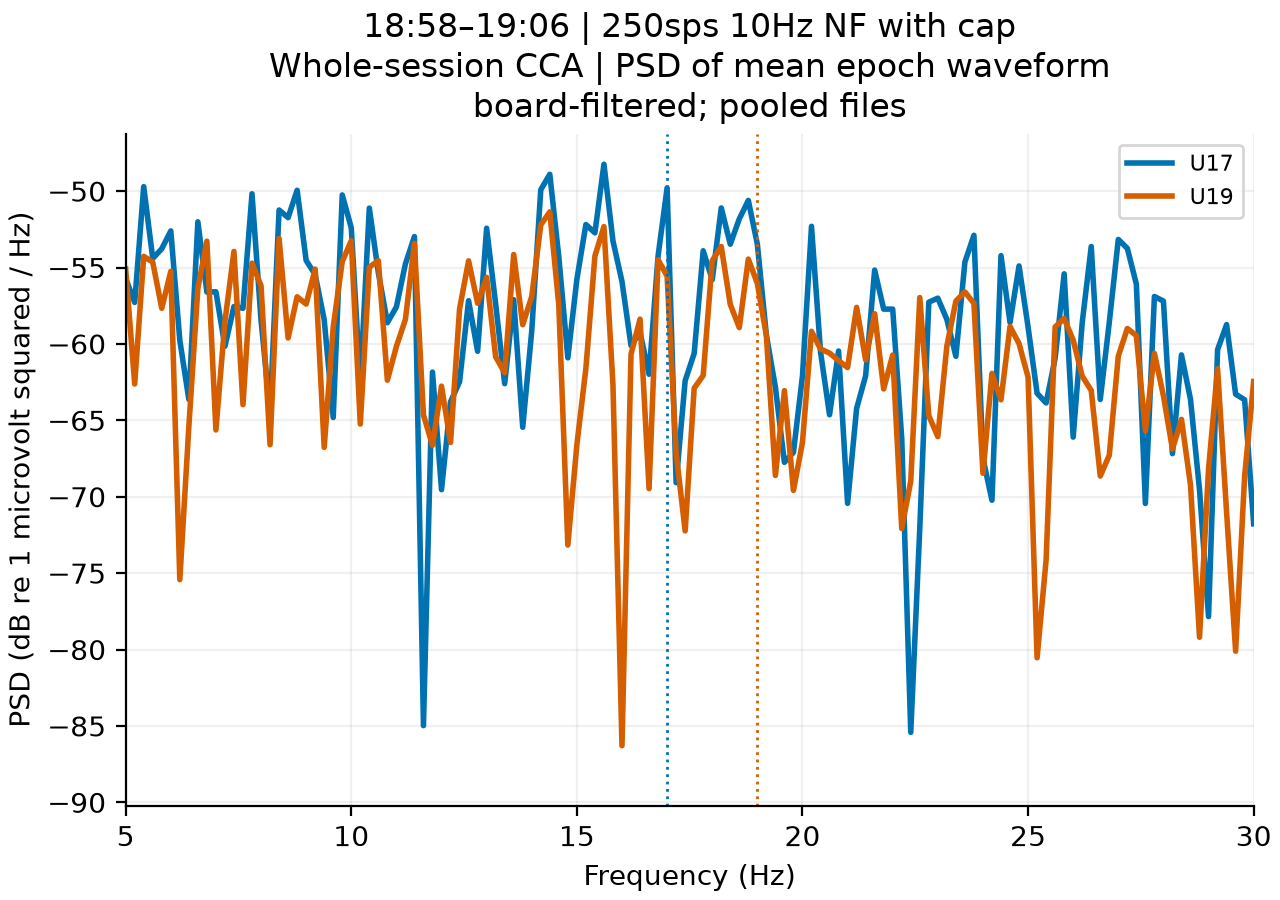 18:58–19:06 | 250sps 10Hz NF with cap
Whole-session CCA | PSD of mean epoch waveform
board-filtered; pooled files
U17
U19
PSD (dB re 1 microvolt squared / Hz)
−50
−55
−60
−65
−70
−75
−80
−85
−90
5
10
15
20
25
30
Frequency (Hz)